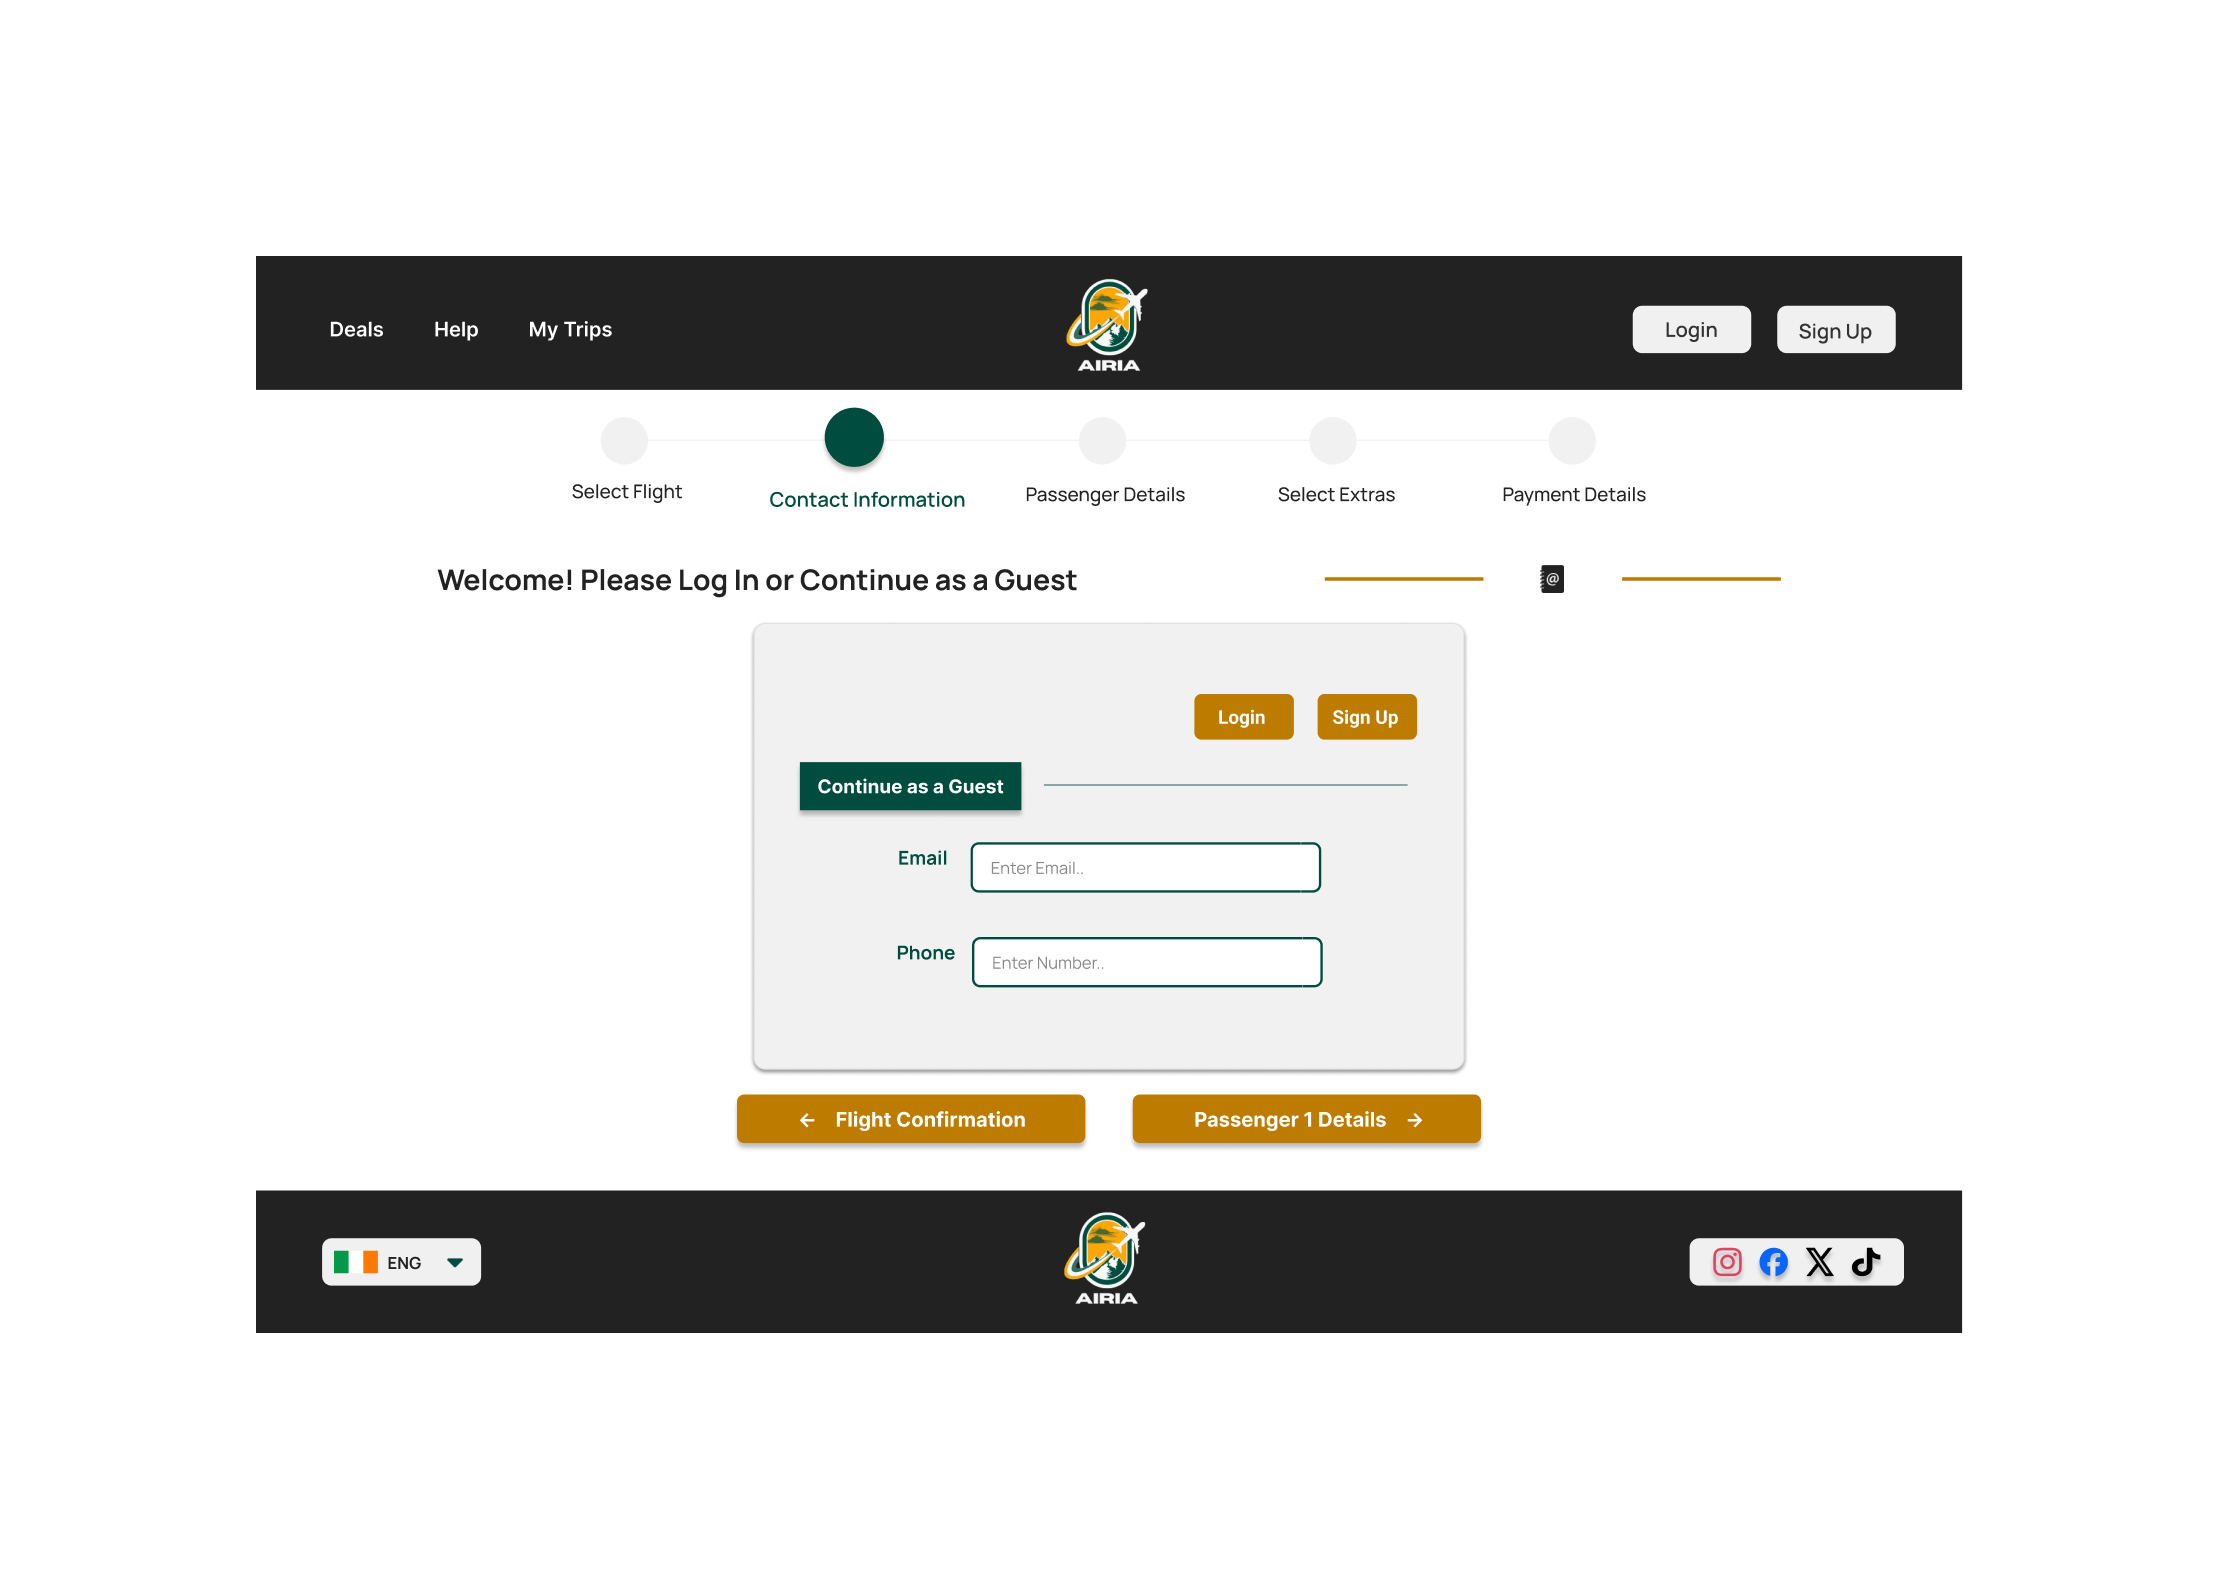 Deals Help My Trips
AIRIA
Login Sign Up
Select Flight
Contact Information
Passenger Details
Select Extras
Payment Details
Welcome! Please Log In or Continue as a Guest
@
Login Sign Up
Continue as a Guest
Email
Enter Email..
Phone
Enter Number..
← Flight Confirmation
Passenger 1 Details →
ENG
AIRIA